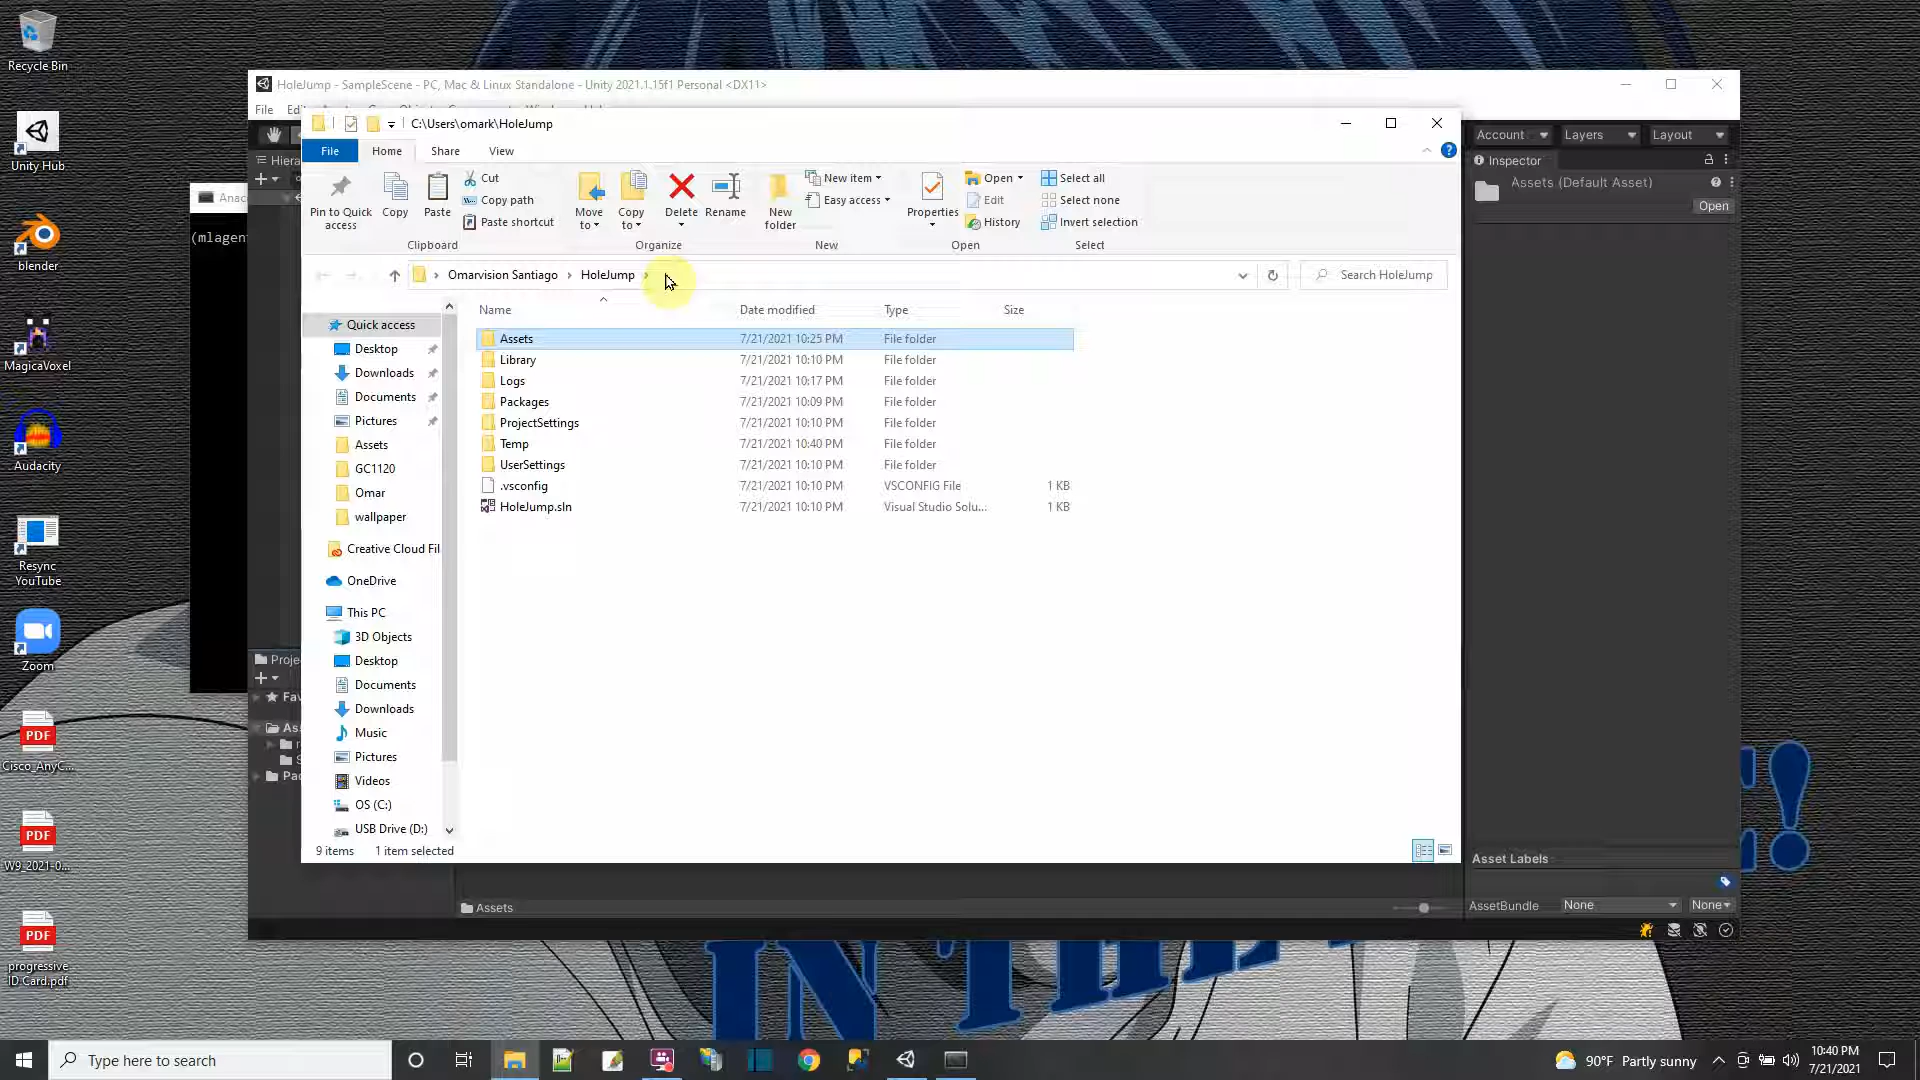 Recycle Bin
Unity Hub
blender
MagicaVoxel
Audacity
Resync
YouTube
Zoom
PDF
Cisco_AnyC...
PDF
W9_2021-0...
PDF
progressive
ID Card.pdf
HoleJump - SampleScene - PC, Mac & Linux Standalone - Unity 2021.1.15f1 Personal <DX11>
File
Account
Layers
Layout
Inspector
Assets (Default Asset)
Open
(mlagen
C:\Users\omark\HoleJump
File Home Share View
Pin to Quick
access
Copy
Paste
Cut
Copy path
Paste shortcut
Clipboard
Move
to
Copy
to
Delete
Rename
Organize
New
folder
New item
Easy access
New
Properties
Open
Edit
History
Open
Select all
Select none
Invert selection
Select
Omarvision Santiago > HoleJump >
Search HoleJump
Name Date modified Type Size
Assets 7/21/2021 10:25 PM File folder
Library 7/21/2021 10:10 PM File folder
Logs 7/21/2021 10:17 PM File folder
Packages 7/21/2021 10:09 PM File folder
ProjectSettings 7/21/2021 10:10 PM File folder
Temp 7/21/2021 10:40 PM File folder
UserSettings 7/21/2021 10:10 PM File folder
.vsconfig 7/21/2021 10:10 PM VSCONFIG File 1 KB
HoleJump.sln 7/21/2021 10:10 PM Visual Studio Solu... 1 KB
Quick access
Desktop
Downloads
Documents
Pictures
Assets
GC1120
Omar
wallpaper
Creative Cloud Fil
OneDrive
This PC
3D Objects
Desktop
Documents
Downloads
Music
Pictures
Videos
OS (C:)
USB Drive (D:)
9 items 1 item selected
Assets
Asset Labels
AssetBundle None None
IN THE
Type here to search
90°F Partly sunny
10:40 PM
7/21/2021